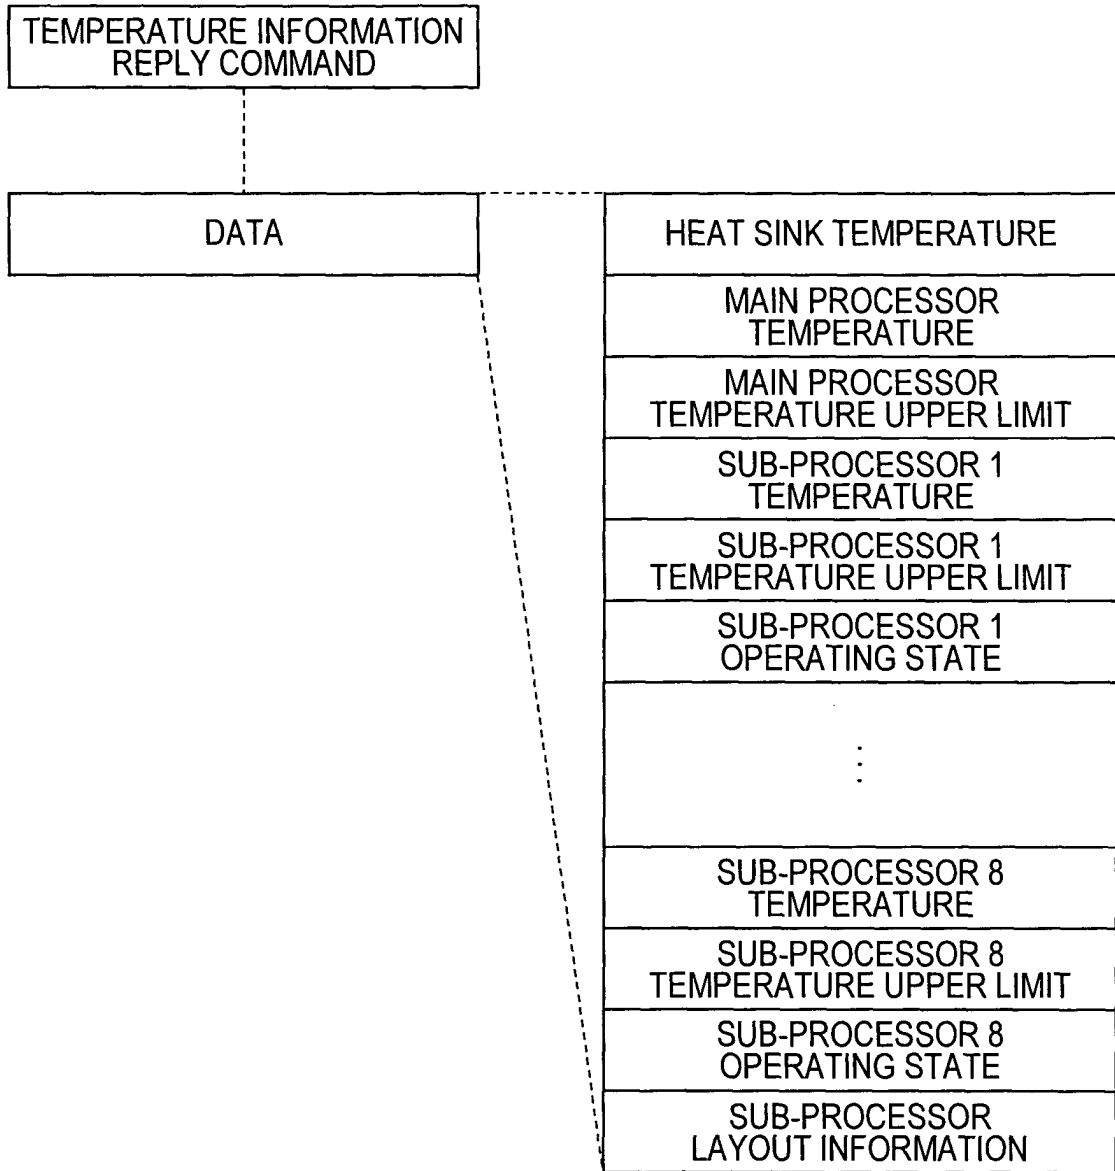 TEMPERATURE INFORMATION
REPLY COMMAND
DATA
HEAT SINK TEMPERATURE
MAIN PROCESSOR
TEMPERATURE
MAIN PROCESSOR
TEMPERATURE UPPER LIMIT
SUB-PROCESSOR 1
TEMPERATURE
SUB-PROCESSOR 1
TEMPERATURE UPPER LIMIT
SUB-PROCESSOR 1
OPERATING STATE
⋮
SUB-PROCESSOR 8
TEMPERATURE
SUB-PROCESSOR 8
TEMPERATURE UPPER LIMIT
SUB-PROCESSOR 8
OPERATING STATE
SUB-PROCESSOR
LAYOUT INFORMATION